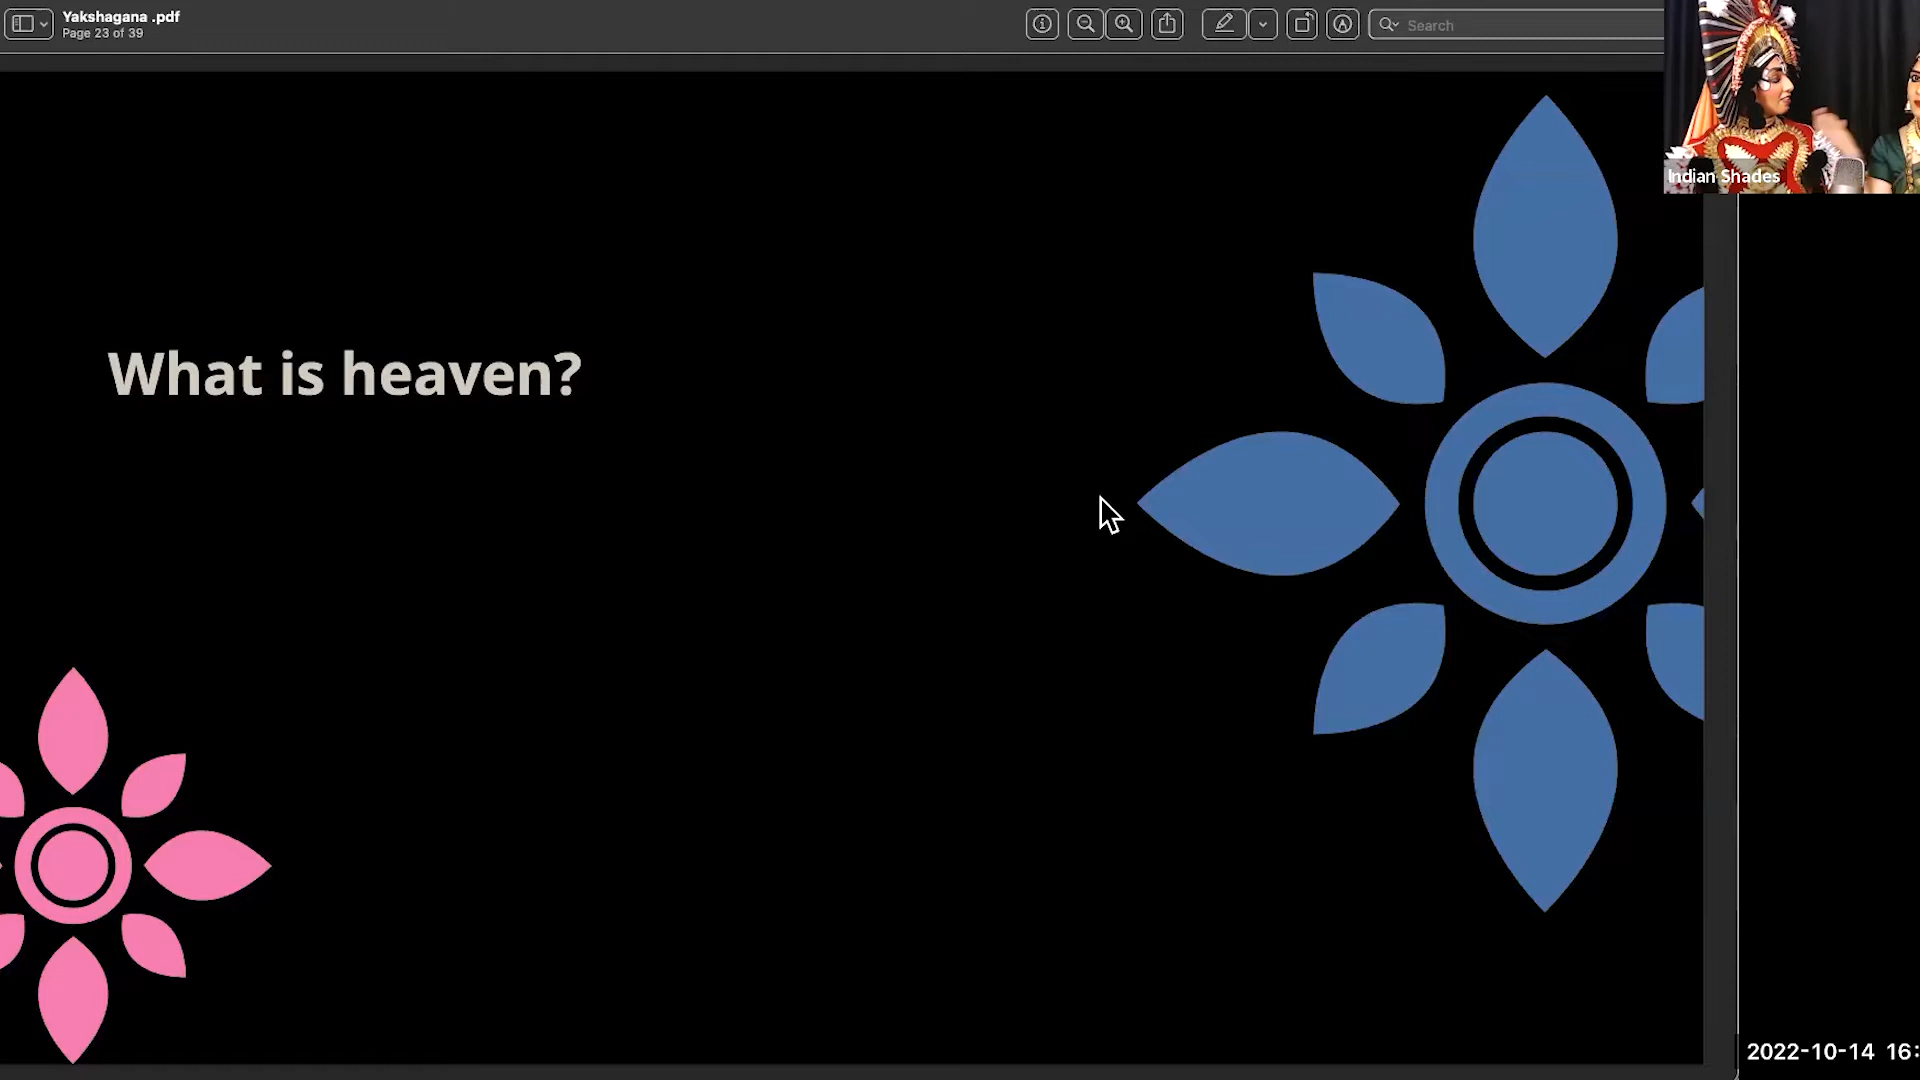 Yakshagana .pdf
Page 23 of 39
Search
Indian Shades
What is heaven?
2022-10-14 16: